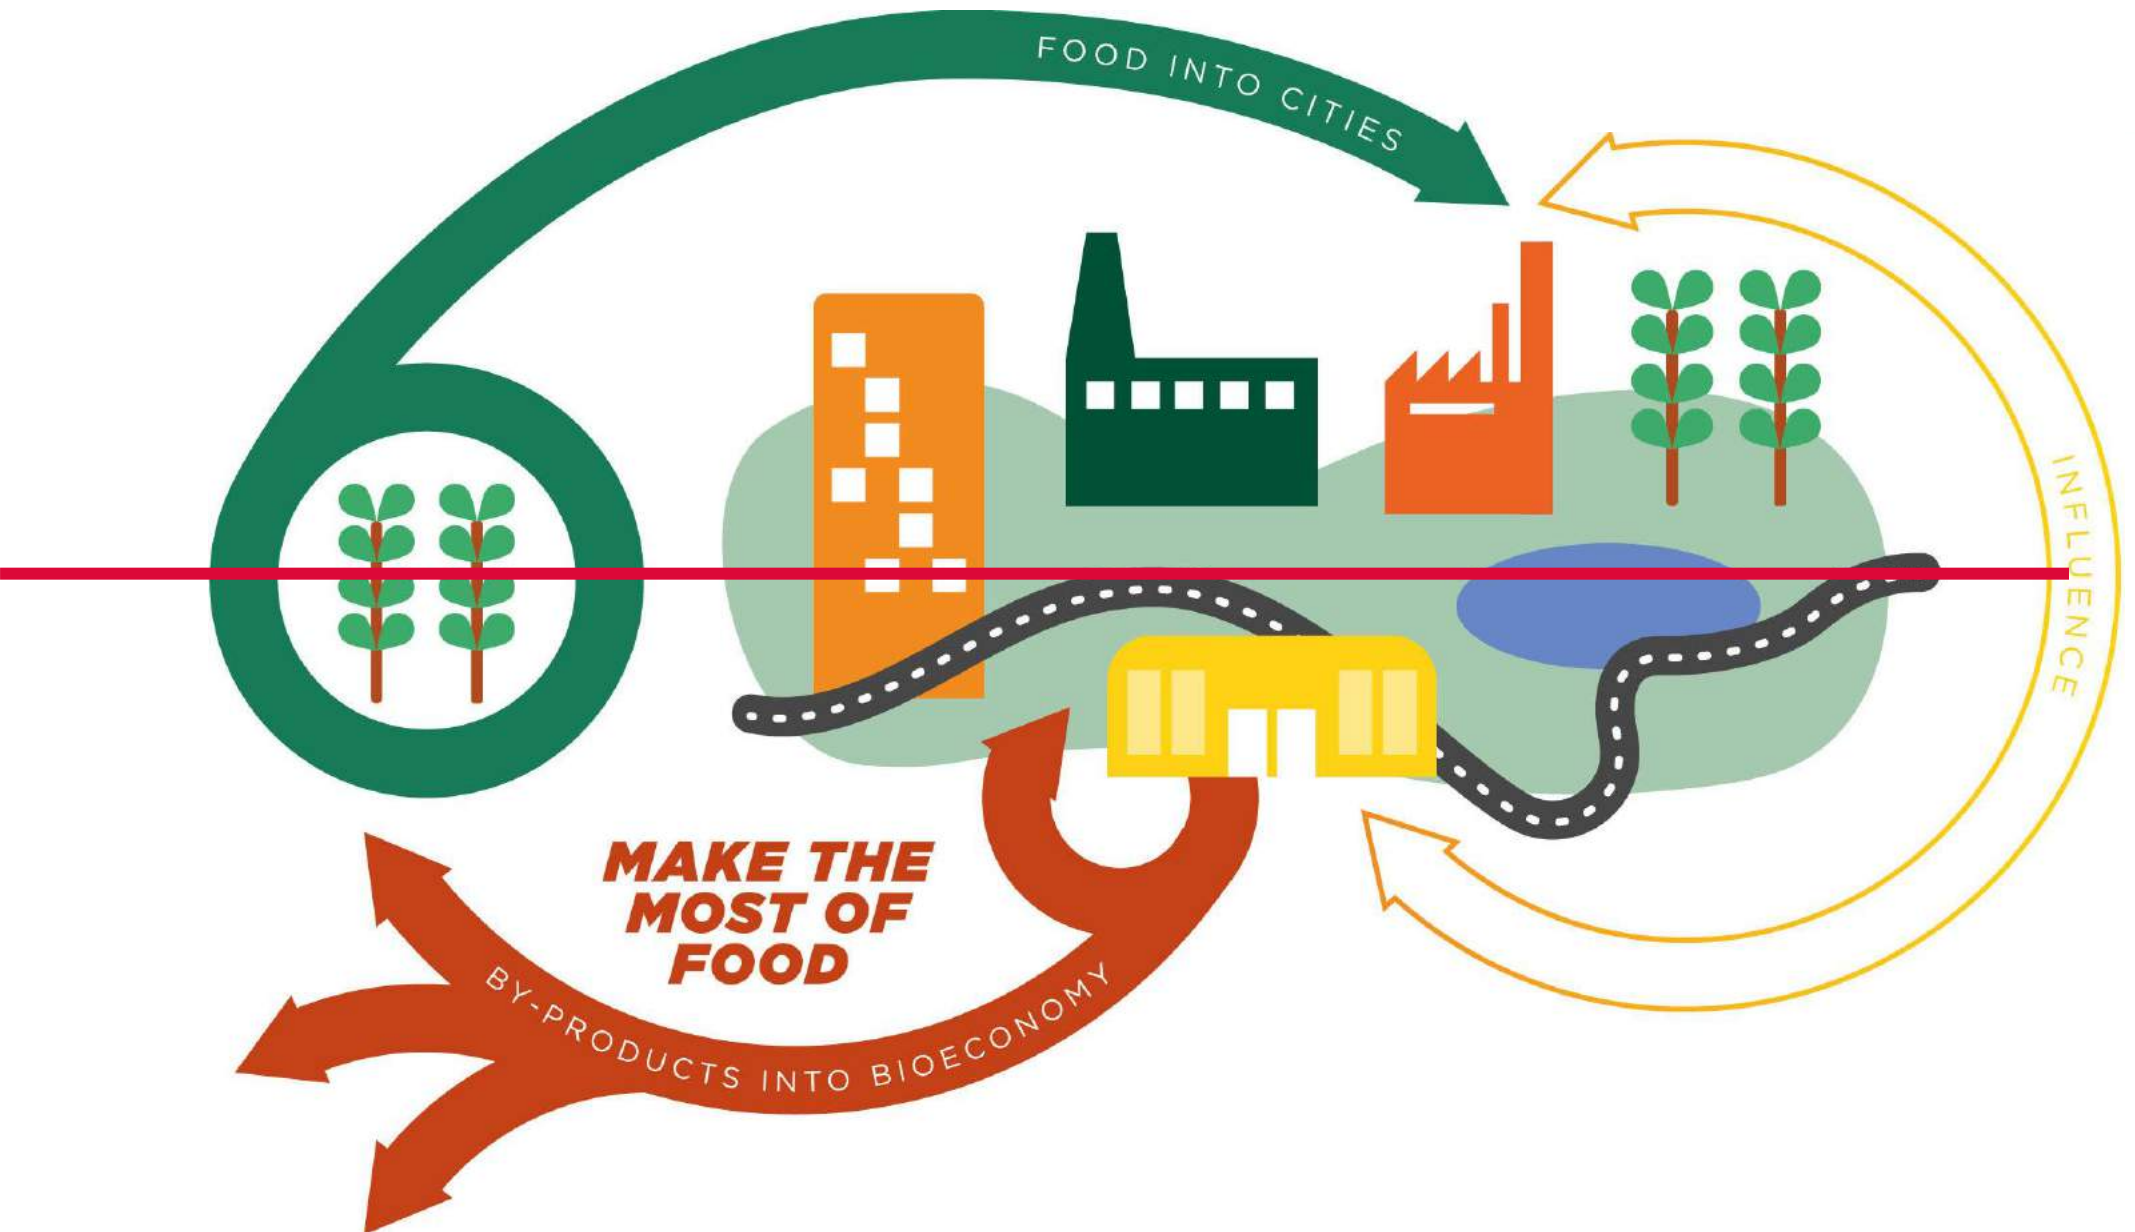 FOOD INTO CITIES
INFLUENCE
MAKE THE
MOST OF
FOOD
BY-PRODUCTS INTO BIOECONOMY